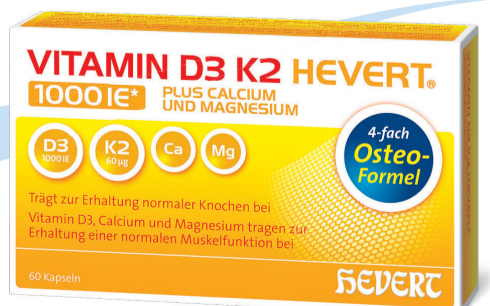 VITAMIN D3 K2 HEVERT®
1000 IE*
PLUS CALCIUM
UND MAGNESIUM
D3
1000 IE
K2
60 µg
Ca
Mg
4-fach
Osteo-
Formel
Trägt zur Erhaltung normaler Knochen bei
Vitamin D3, Calcium und Magnesium tragen zur
Erhaltung einer normalen Muskelfunktion bei
60 Kapseln
HEVERT